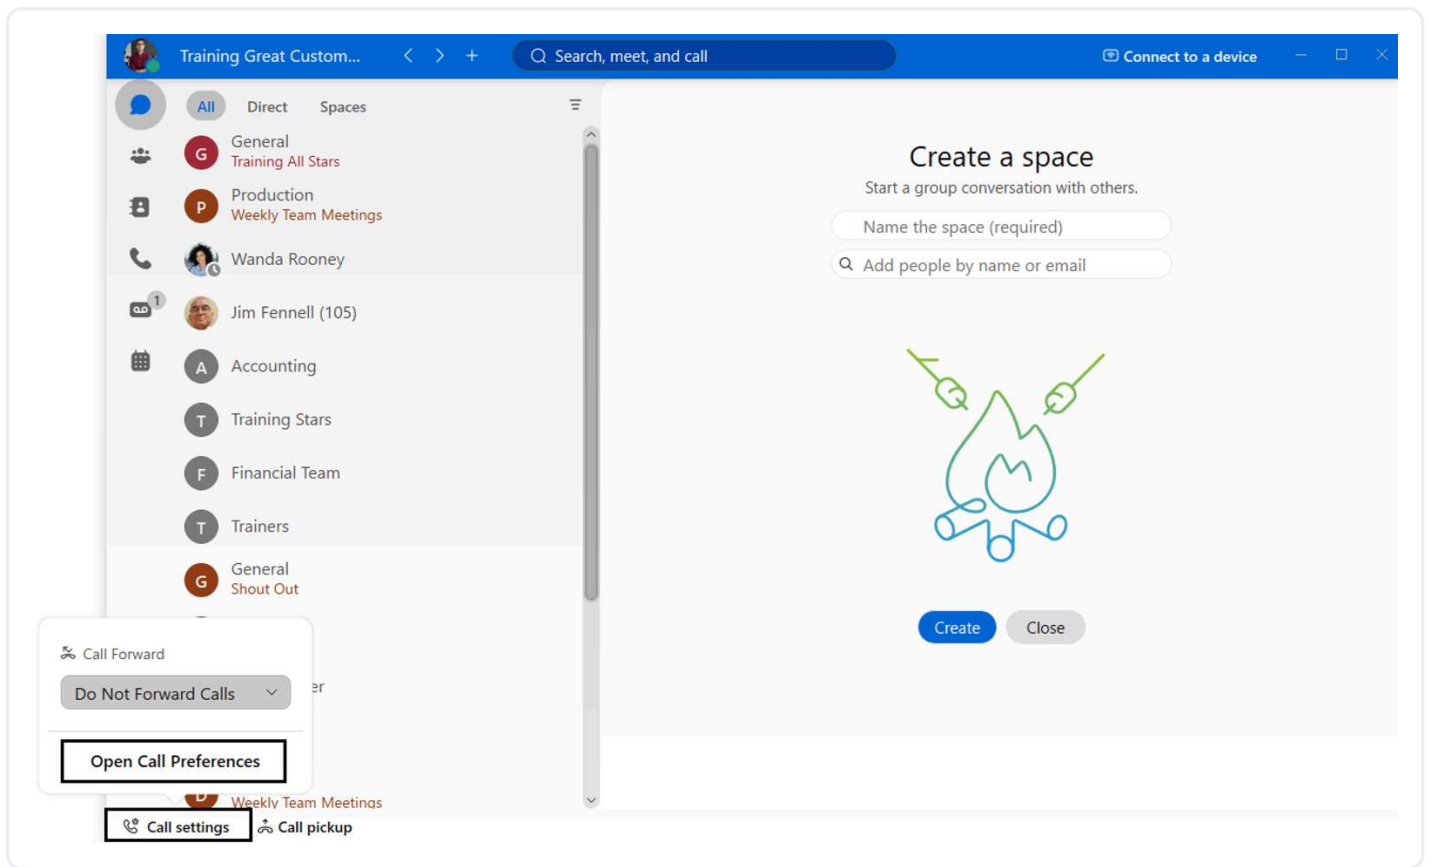 Training Great Custom...
Search, meet, and call
Connect to a device
All
Direct
Spaces
G
General
Training All Stars
P
Production
Weekly Team Meetings
Wanda Rooney
1
Jim Fennell (105)
A
Accounting
T
Training Stars
F
Financial Team
T
Trainers
G
General
Shout Out
er
Weekly Team Meetings
Call Forward
Do Not Forward Calls
Open Call Preferences
Call settings
Call pickup
Create a space
Start a group conversation with others.
Name the space (required)
Add people by name or email
Create
Close